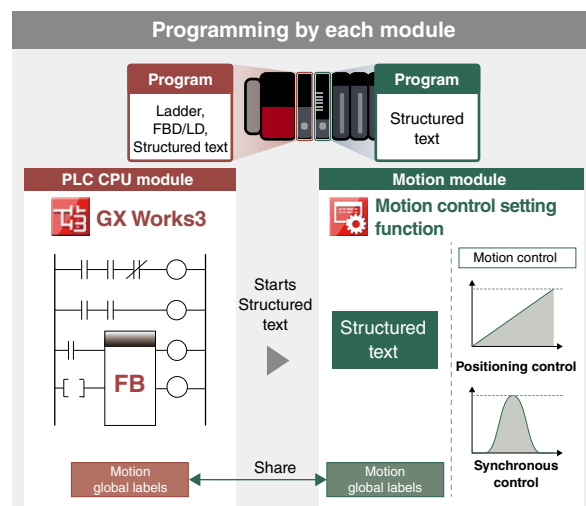 Programming by each module
Program
Ladder,
FBD/LD,
Structured text
Program
Structured
text
PLC CPU module
GX Works3
FB
Starts
Structured
text
Motion module
Motion control setting
function
Structured
text
Motion control
Positioning control
Synchronous
control
Motion
global labels
Share
Motion
global labels